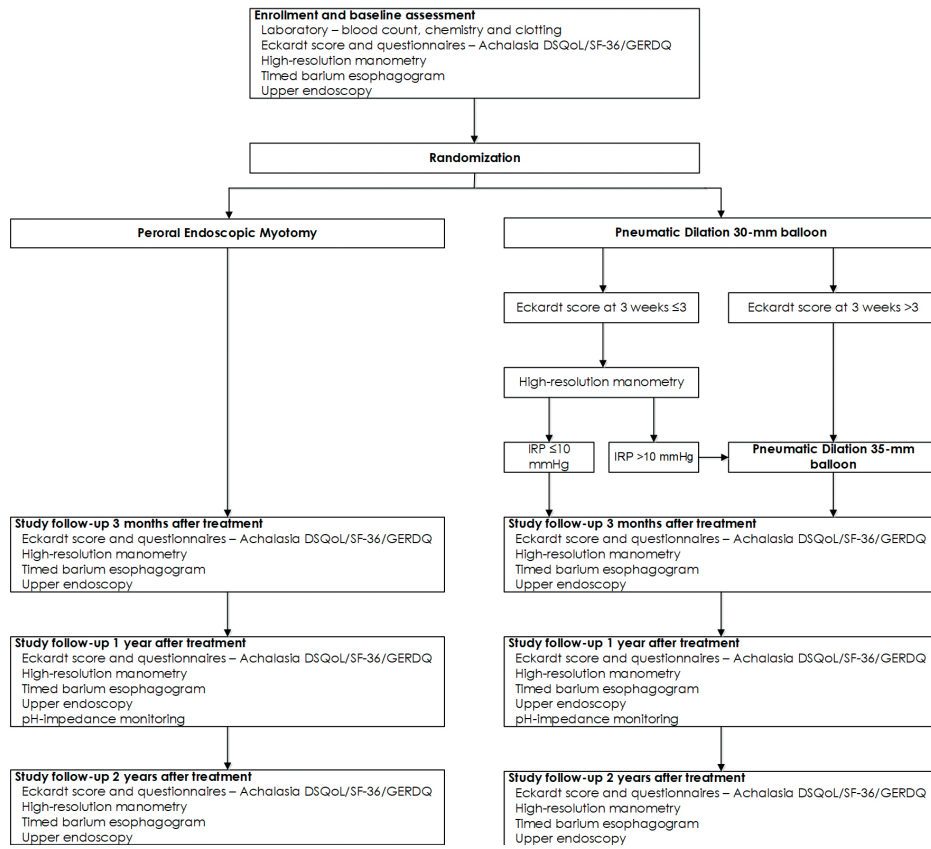 Enrollment and baseline assessment
Laboratory – blood count, chemistry and clotting
Eckardt score and questionnaires – Achalasia DSQoL/SF-36/GERDQ
High-resolution manometry
Timed barium esophagogram
Upper endoscopy
Randomization
Peroral Endoscopic Myotomy
Pneumatic Dilation 30-mm balloon
Eckardt score at 3 weeks ≤3
Eckardt score at 3 weeks >3
High-resolution manometry
IRP ≤10
mmHg
IRP >10 mmHg
Pneumatic Dilation 35-mm
balloon
Study follow-up 3 months after treatment
Eckardt score and questionnaires – Achalasia DSQoL/SF-36/GERDQ
High-resolution manometry
Timed barium esophagogram
Upper endoscopy
Study follow-up 3 months after treatment
Eckardt score and questionnaires – Achalasia DSQoL/SF-36/GERDQ
High-resolution manometry
Timed barium esophagogram
Upper endoscopy
Study follow-up 1 year after treatment
Eckardt score and questionnaires – Achalasia DSQoL/SF-36/GERDQ
High-resolution manometry
Timed barium esophagogram
Upper endoscopy
pH-impedance monitoring
Study follow-up 1 year after treatment
Eckardt score and questionnaires – Achalasia DSQoL/SF-36/GERDQ
High-resolution manometry
Timed barium esophagogram
Upper endoscopy
pH-impedance monitoring
Study follow-up 2 years after treatment
Eckardt score and questionnaires – Achalasia DSQoL/SF-36/GERDQ
High-resolution manometry
Timed barium esophagogram
Upper endoscopy
Study follow-up 2 years after treatment
Eckardt score and questionnaires – Achalasia DSQoL/SF-36/GERDQ
High-resolution manometry
Timed barium esophagogram
Upper endoscopy